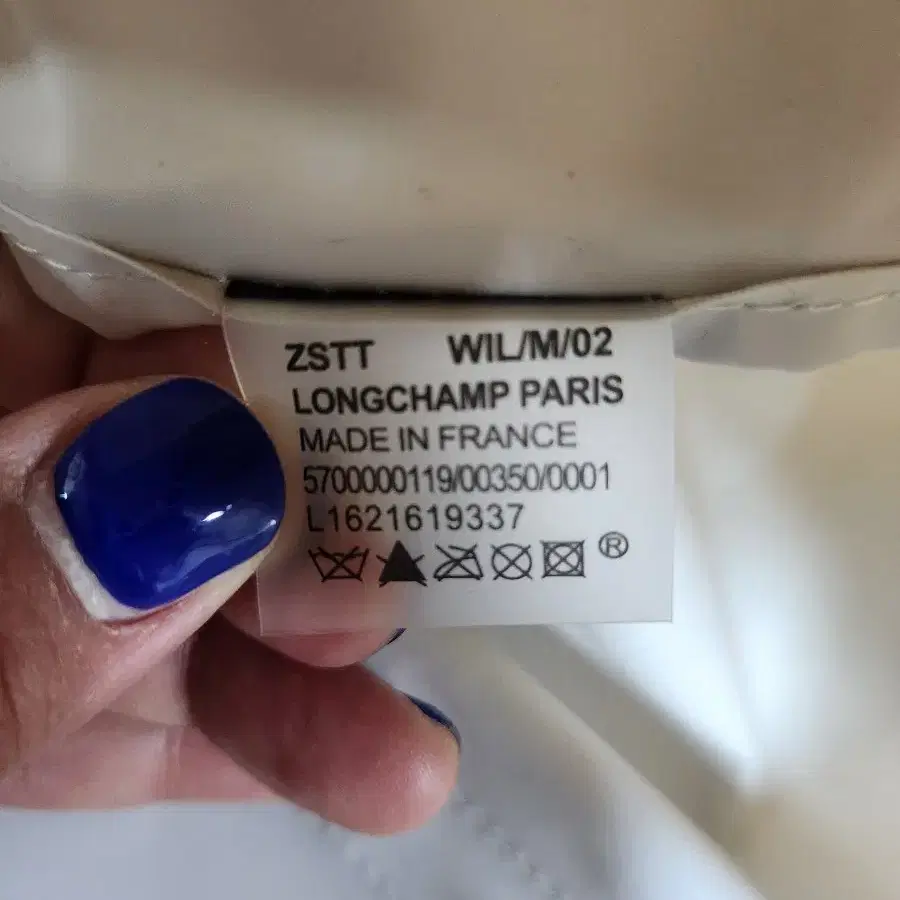 ZSTT WIL/M/02
LONGCHAMP PARIS
MADE IN FRANCE
5700000119/00350/0001
L1621619337
®